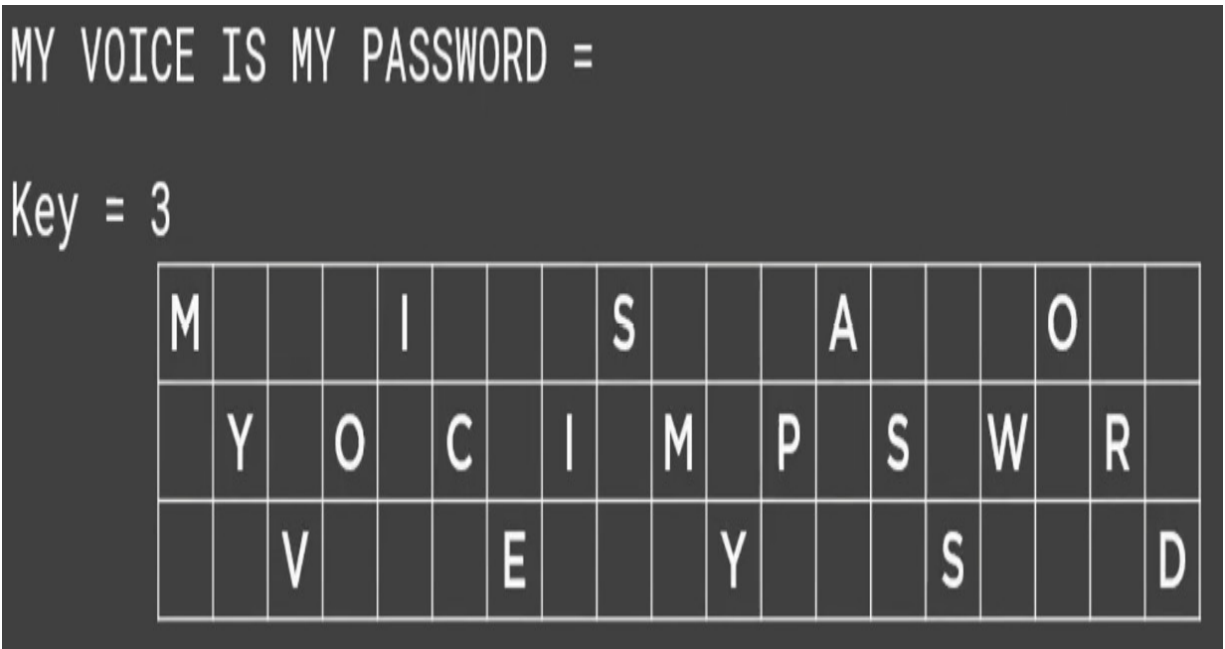 MY VOICE IS MY PASSWORD =
Key = 3
M I S A O
Y O C I M P S W R
V E Y S D